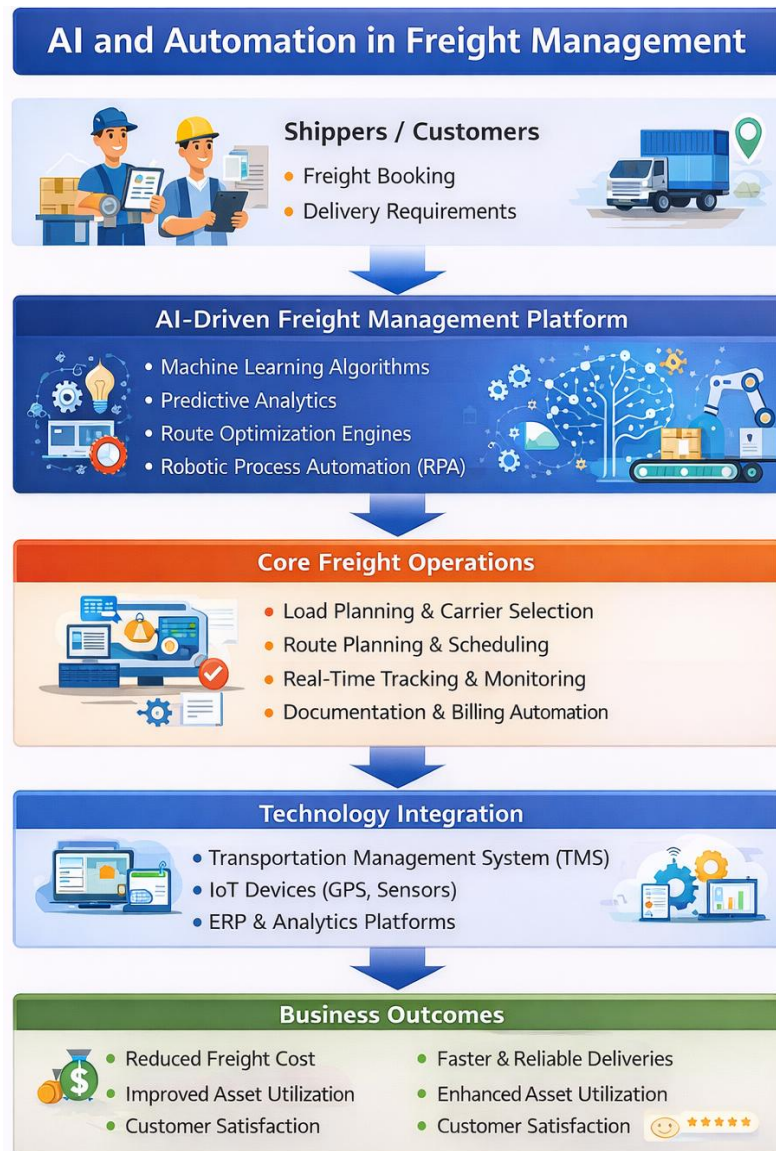 AI and Automation in Freight Management
Shippers / Customers
• Freight Booking
• Delivery Requirements
AI-Driven Freight Management Platform
• Machine Learning Algorithms
• Predictive Analytics
• Route Optimization Engines
• Robotic Process Automation (RPA)
Core Freight Operations
• Load Planning & Carrier Selection
• Route Planning & Scheduling
• Real-Time Tracking & Monitoring
• Documentation & Billing Automation
Technology Integration
• Transportation Management System (TMS)
• IoT Devices (GPS, Sensors)
• ERP & Analytics Platforms
Business Outcomes
$
• Reduced Freight Cost
• Improved Asset Utilization
• Customer Satisfaction
• Faster & Reliable Deliveries
• Enhanced Asset Utilization
• Customer Satisfaction